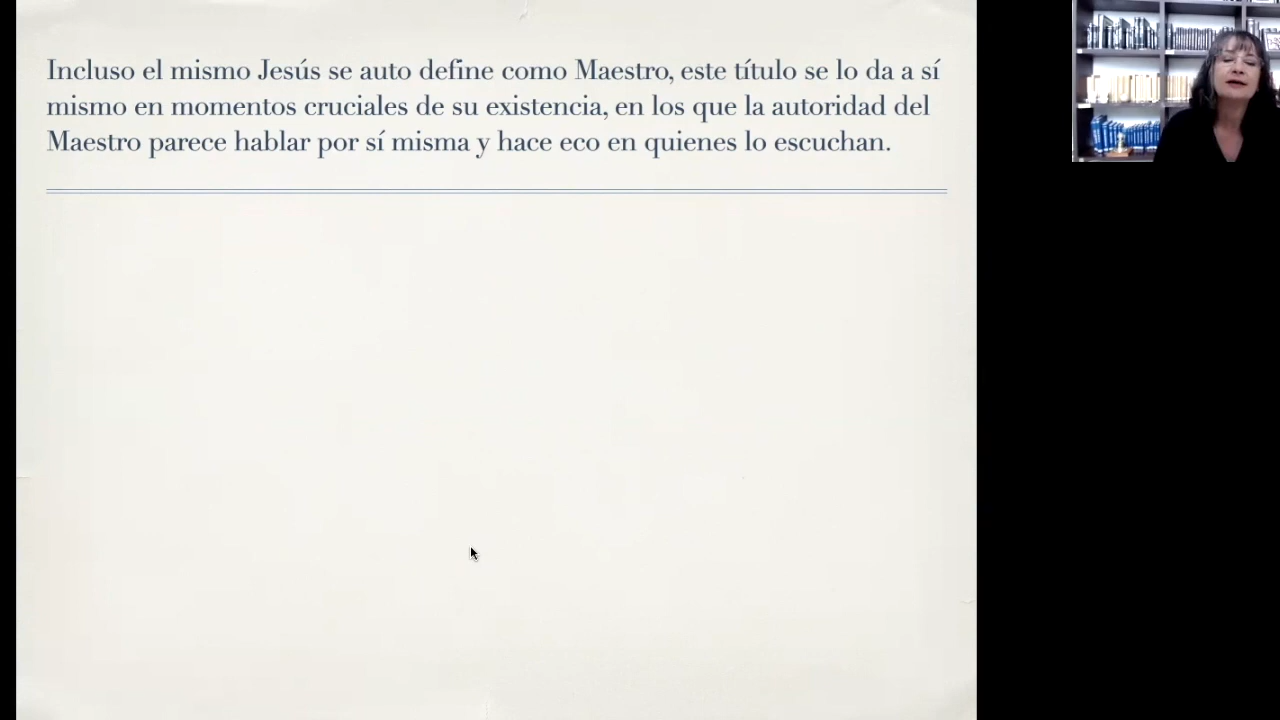 Incluso el mismo Jesús se auto define como Maestro, este título se lo da a sí
mismo en momentos cruciales de su existencia, en los que la autoridad del
Maestro parece hablar por sí misma y hace eco en quienes lo escuchan.